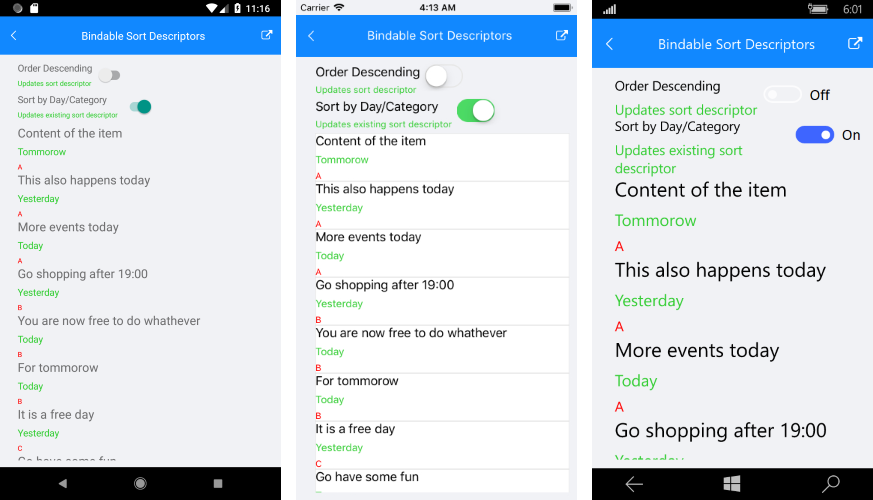 11:16
Bindable Sort Descriptors
Order Descending
Updates sort descriptor
Sort by Day/Category
Updates existing sort descriptor
Content of the item
Tommorow
A
This also happens today
Yesterday
A
More events today
Today
A
Go shopping after 19:00
Yesterday
B
You are now free to do whathever
Today
B
For tommorow
Today
B
It is a free day
Yesterday
C
Go have some fun
Carrier
4:13 AM
Bindable Sort Descriptors
Order Descending
Updates sort descriptor
Sort by Day/Category
Updates existing sort descriptor
Content of the item
Tommorow
A
This also happens today
Yesterday
A
More events today
Today
A
Go shopping after 19:00
Yesterday
B
You are now free to do whathever
Today
B
For tommorow
Today
B
It is a free day
Yesterday
C
Go have some fun
6:01
Bindable Sort Descriptors
Order Descending
Off
Updates sort descriptor
Sort by Day/Category
On
Updates existing sort
descriptor
Content of the item
Tommorow
A
This also happens today
Yesterday
A
More events today
Today
A
Go shopping after 19:00
Yesterday